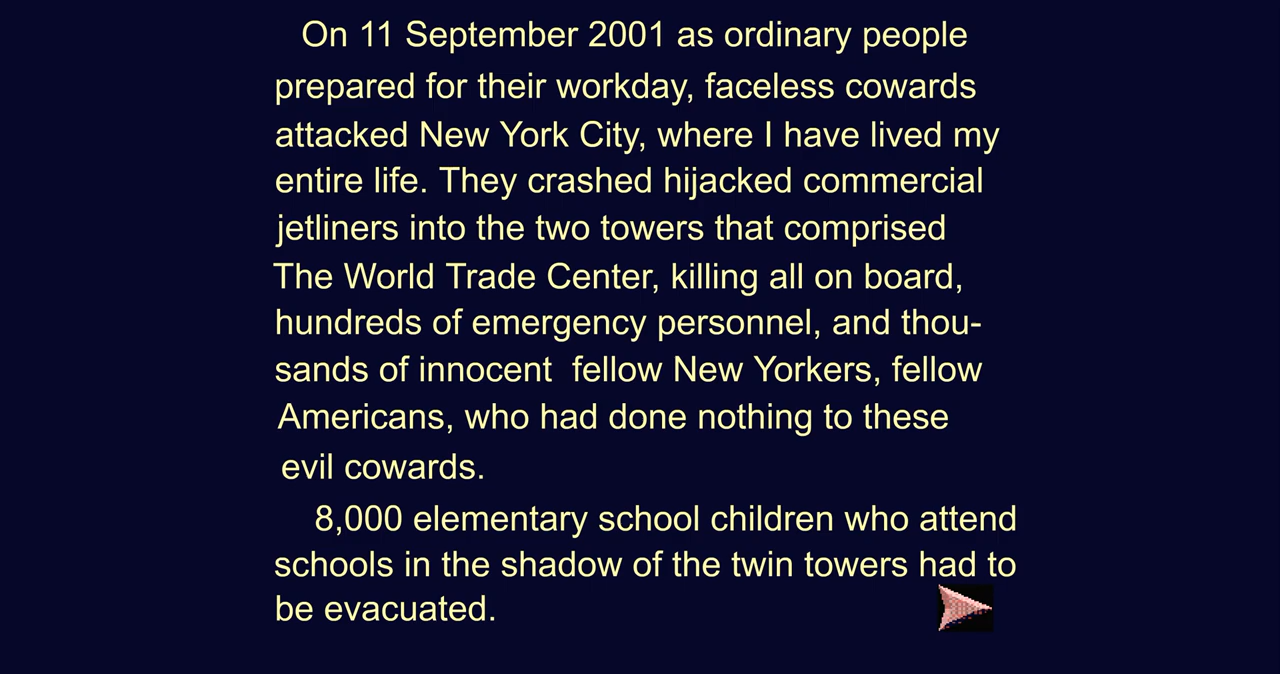 On 11 September 2001 as ordinary people
prepared for their workday, faceless cowards
attacked New York City, where I have lived my
entire life. They crashed hijacked commercial
jetliners into the two towers that comprised
The World Trade Center, killing all on board,
hundreds of emergency personnel, and thou-
sands of innocent  fellow New Yorkers, fellow
Americans, who had done nothing to these
evil cowards.
8,000 elementary school children who attend
schools in the shadow of the twin towers had to
be evacuated.